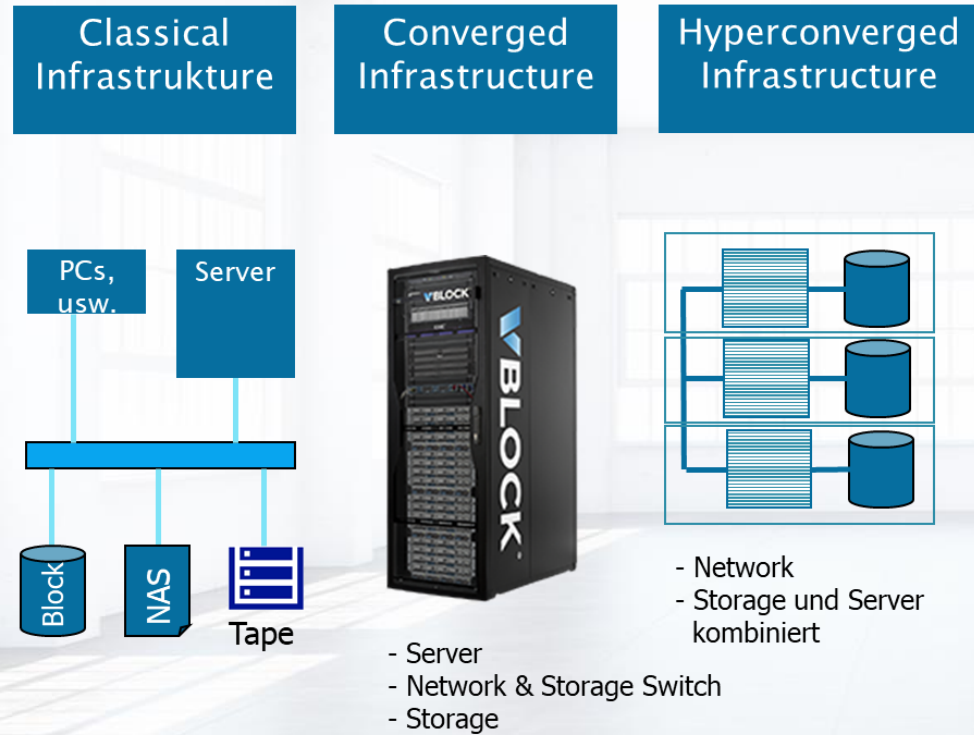 Classical
Infrastrukture
Converged
Infrastructure
Hyperconverged
Infrastructure
PCs,
usw.
Server
Block
NAS
Tape
VBLOCK
VBLOCK
- Server
- Network & Storage Switch
- Storage
- Network
- Storage und Server
kombiniert